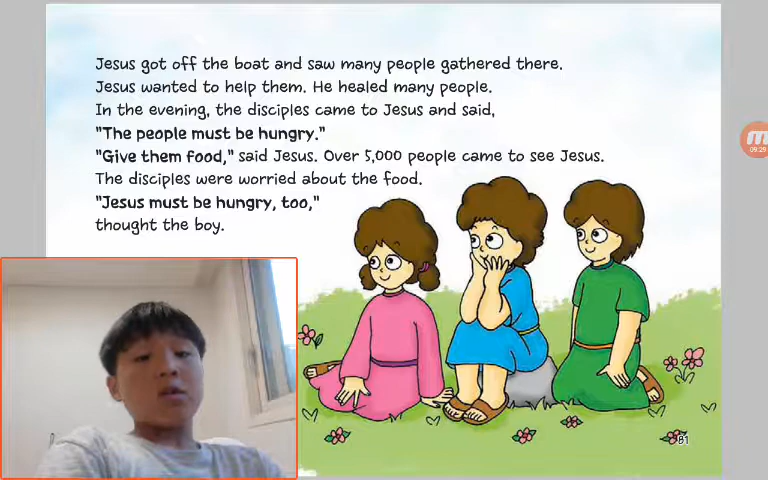 Jesus got off the boat and saw many people gathered there.
Jesus wanted to help them. He healed many people.
In the evening, the disciples came to Jesus and said,
"The people must be hungry."
"Give them food," said Jesus. Over 5,000 people came to see Jesus.
The disciples were worried about the food.
"Jesus must be hungry, too,"
thought the boy.
m
09:29